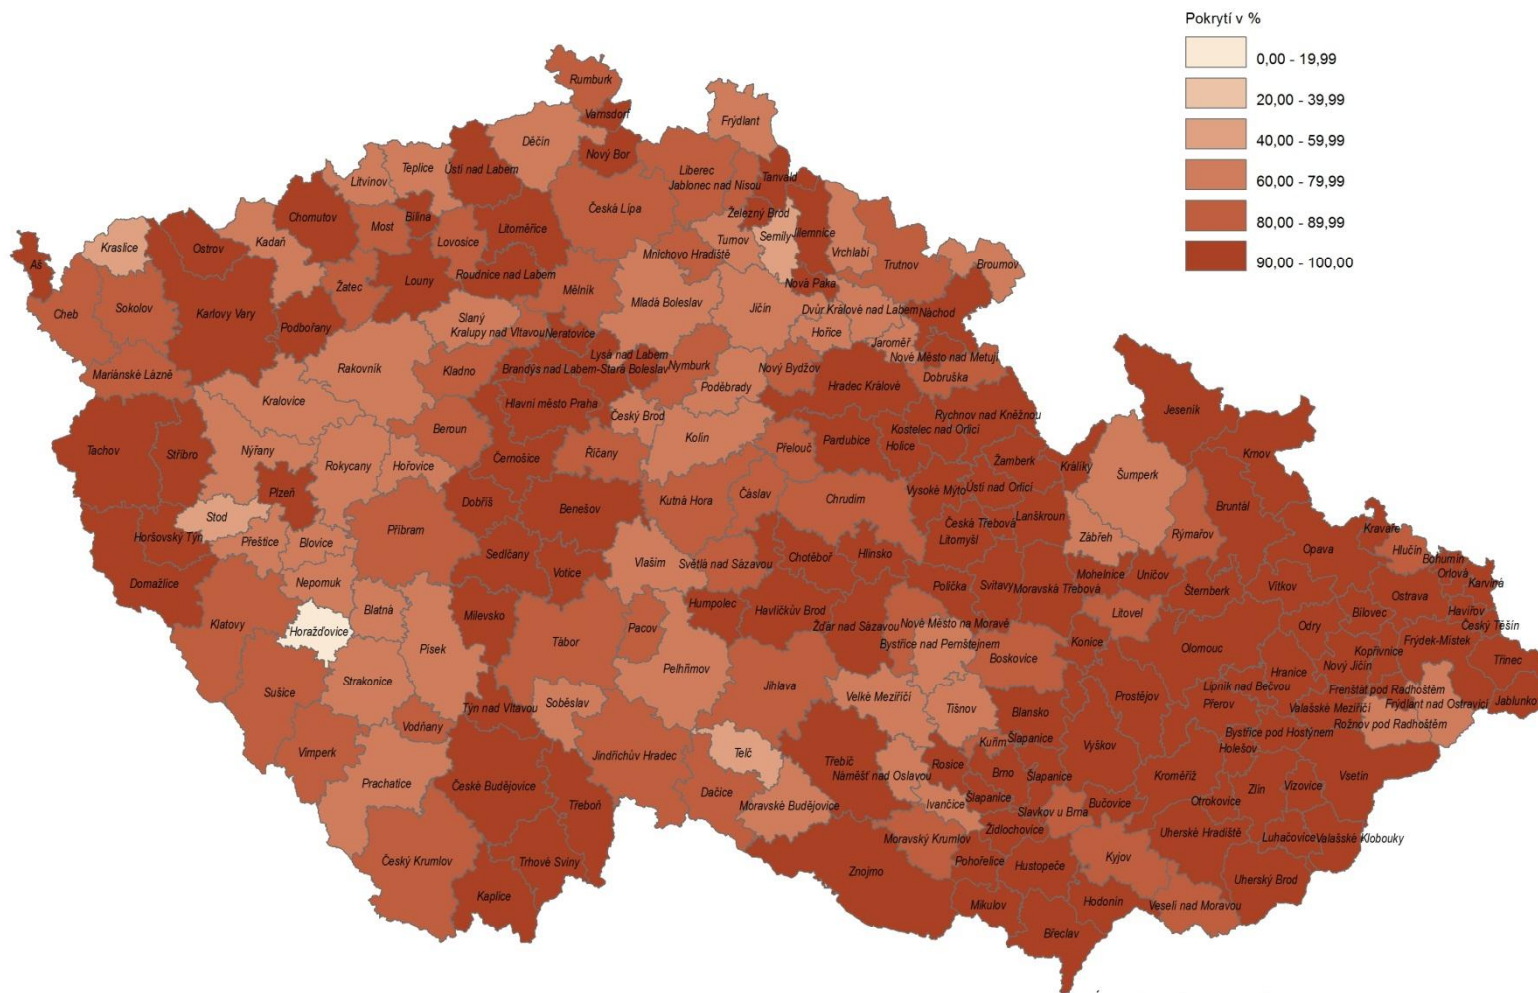 Pokrytí v %
0,00 - 19,99
20,00 - 39,99
40,00 - 59,99
60,00 - 79,99
80,00 - 89,99
90,00 - 100,00
Rumburk
Varnsdorf
Frýdlant
Děčín
Nový Bor
Teplice
Ústí nad Labem
Litvínov
Liberec
Jablonec nad Nisou
Tanvald
Česká Lípa
Chomutov
Bílina
Most
Litoměřice
Železný Brod
Lovosice
Turnov
Semily
Jilemnice
Vrchlabí
Kraslice
Ostrov
Kadaň
Mnichovo Hradiště
Trutnov
Broumov
Aš
Roudnice nad Labem
Louny
Žatec
Mělník
Nová Paka
Mladá Boleslav
Jičín
Dvůr Králové nad Labem
Náchod
Cheb
Sokolov
Karlovy Vary
Podbořany
Slaný
Kralupy nad Vltavou
Neratovice
Hořice
Jaroměř
Lysá nad Labem
Nové Město nad Metují
Mariánské Lázně
Rakovník
Kladno
Brandýs nad Labem-Stará Boleslav
Nymburk
Nový Bydžov
Dobruška
Poděbrady
Hradec Králové
Kralovice
Hlavní město Praha
Český Brod
Rychnov nad Kněžnou
Jeseník
Beroun
Kolín
Kostelec nad Orlicí
Pardubice
Holice
Přelouč
Tachov
Stříbro
Nýřany
Rokycany
Hořovice
Černošice
Říčany
Žamberk
Králíky
Krnov
Šumperk
Plzeň
Dobříš
Benešov
Kutná Hora
Čáslav
Chrudim
Vysoké Mýto
Ústí nad Orlicí
Bruntál
Stod
Příbram
Lanškroun
Česká Třebová
Litomyšl
Zábřeh
Rýmařov
Kravaře
Horšovský Týn
Přeštice
Blovice
Sedlčany
Votice
Vlašim
Světlá nad Sázavou
Chotěboř
Hlinsko
Opava
Hlučín
Bohumín
Orlová
Karviná
Domažlice
Nepomuk
Polička
Svitavy
Moravská Třebová
Mohelnice
Uničov
Šternberk
Vítkov
Ostrava
Havířov
Klatovy
Blatná
Milevsko
Humpolec
Havlíčkův Brod
Žďár nad Sázavou
Nové Město na Moravě
Litovel
Bílovec
Odry
Český Těšín
Horažďovice
Písek
Tábor
Pacov
Bystřice nad Pernštejnem
Boskovice
Konice
Olomouc
Kopřivnice
Frýdek-Místek
Třinec
Pelhřimov
Nový Jičín
Hranice
Strakonice
Sušice
Jihlava
Velké Meziříčí
Prostějov
Lipník nad Bečvou
Frenštát pod Radhoštěm
Jablunko
Soběslav
Týn nad Vltavou
Tišnov
Blansko
Přerov
Valašské Meziříčí
Frýdlant nad Ostravicí
Vodňany
Rožnov pod Radhoštěm
Bystřice pod Hostýnem
Holešov
Vimperk
Jindřichův Hradec
Telč
Třebíč
Kuřim
Šlapanice
Vyškov
Rosice
Náměšť nad Oslavou
Brno
Šlapanice
Kroměříž
Vsetín
Prachatice
České Budějovice
Třeboň
Dačice
Moravské Budějovice
Ivančice
Šlapanice
Bučovice
Otrokovice
Zlín
Vizovice
Slavkov u Brna
Židlochovice
Uherské Hradiště
Luhačovice
Valašské Klobouky
Moravský Krumlov
Český Krumlov
Trhové Sviny
Pohořelice
Hustopeče
Kyjov
Znojmo
Uherský Brod
Kaplice
Mikulov
Hodonín
Veselí nad Moravou
Břeclav